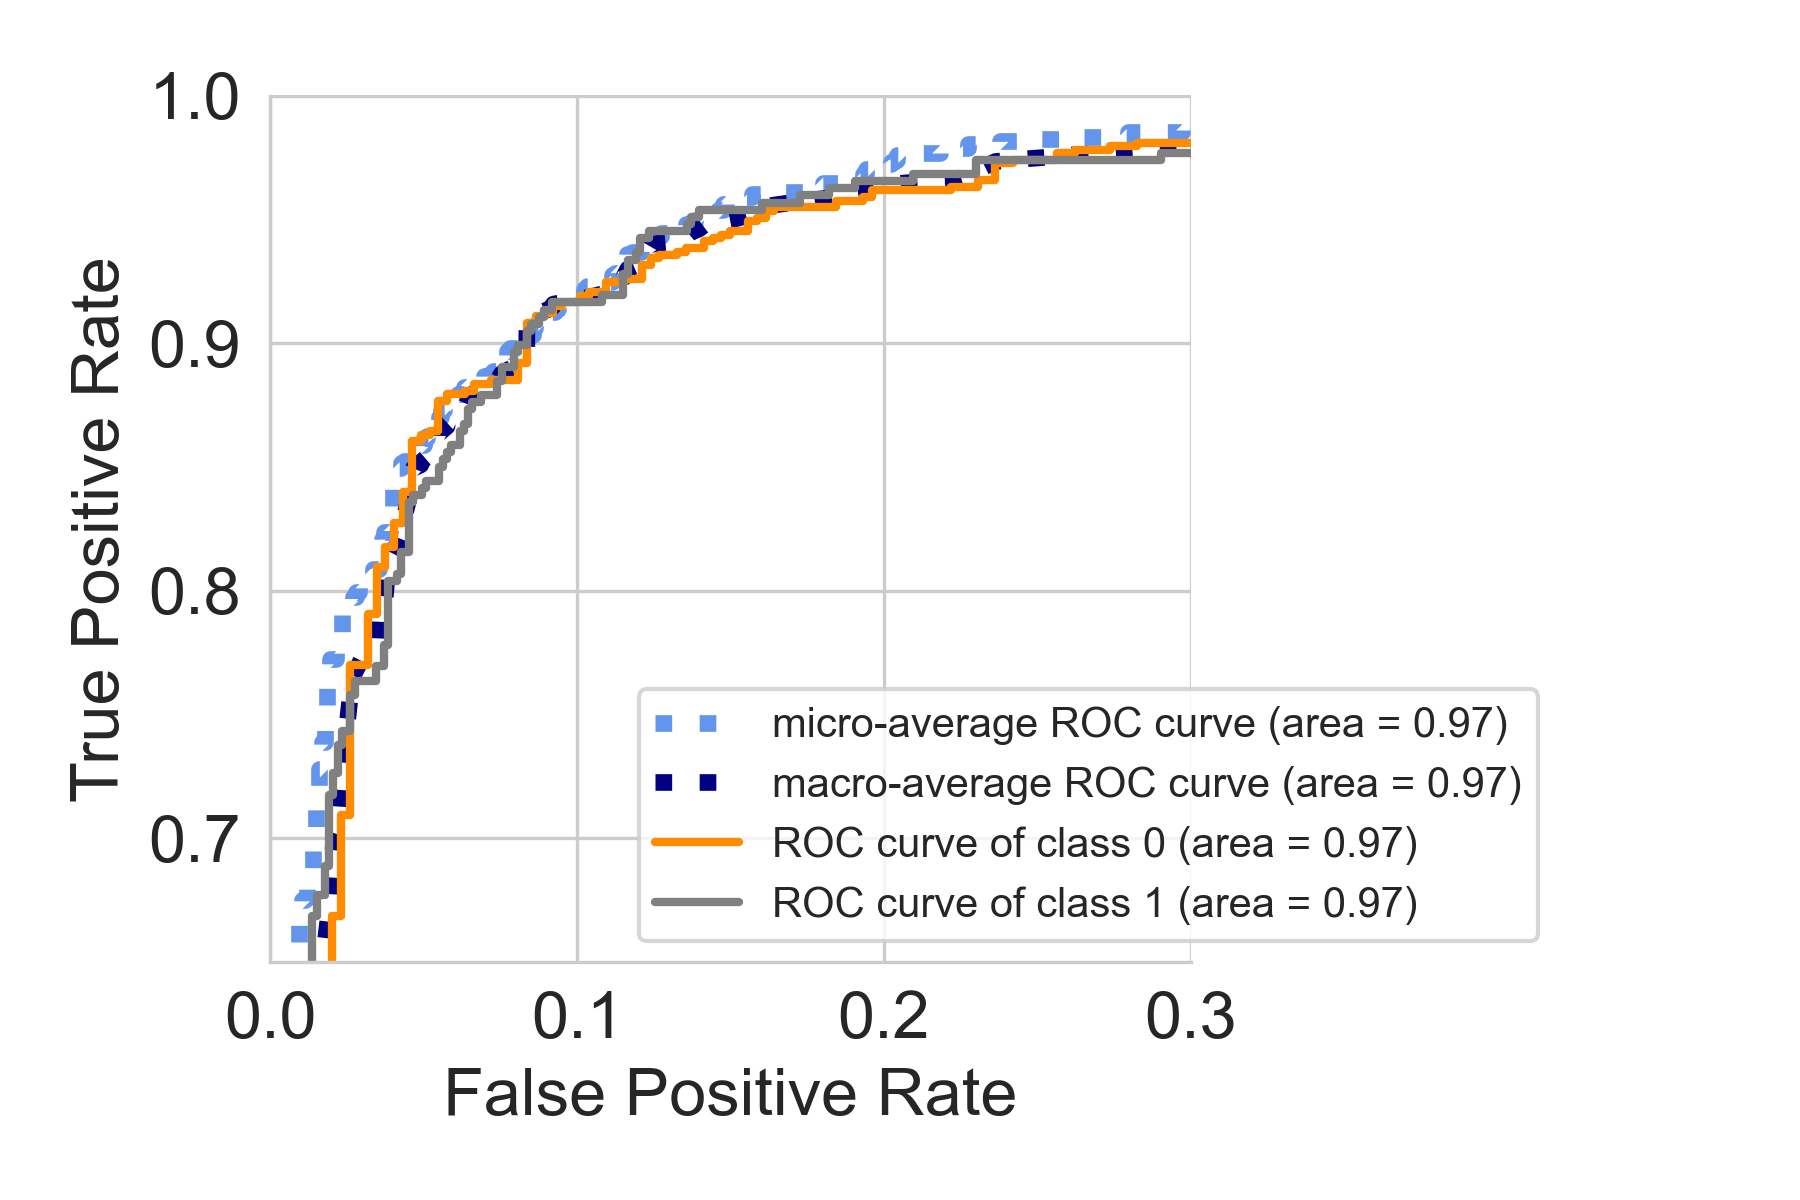 1.0
0.9
0.8
0.7
True Positive Rate
micro-average ROC curve (area = 0.97)
macro-average ROC curve (area = 0.97)
ROC curve of class 0 (area = 0.97)
ROC curve of class 1 (area = 0.97)
0.0 0.1 0.2 0.3
False Positive Rate